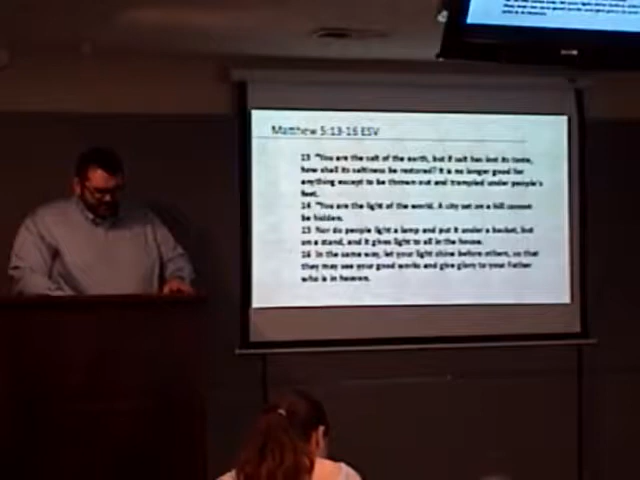 Matthew 5:13-16 ESV
13 "You are the salt of the earth, but if salt has lost its taste,
how shall its saltiness be restored? It is no longer good for
anything except to be thrown out and trampled under people's
feet.
14 "You are the light of the world. A city set on a hill cannot
be hidden.
15 Nor do people light a lamp and put it under a basket, but
on a stand, and it gives light to all in the house.
16 In the same way, let your light shine before others, so that
they may see your good works and give glory to your Father
who is in heaven.